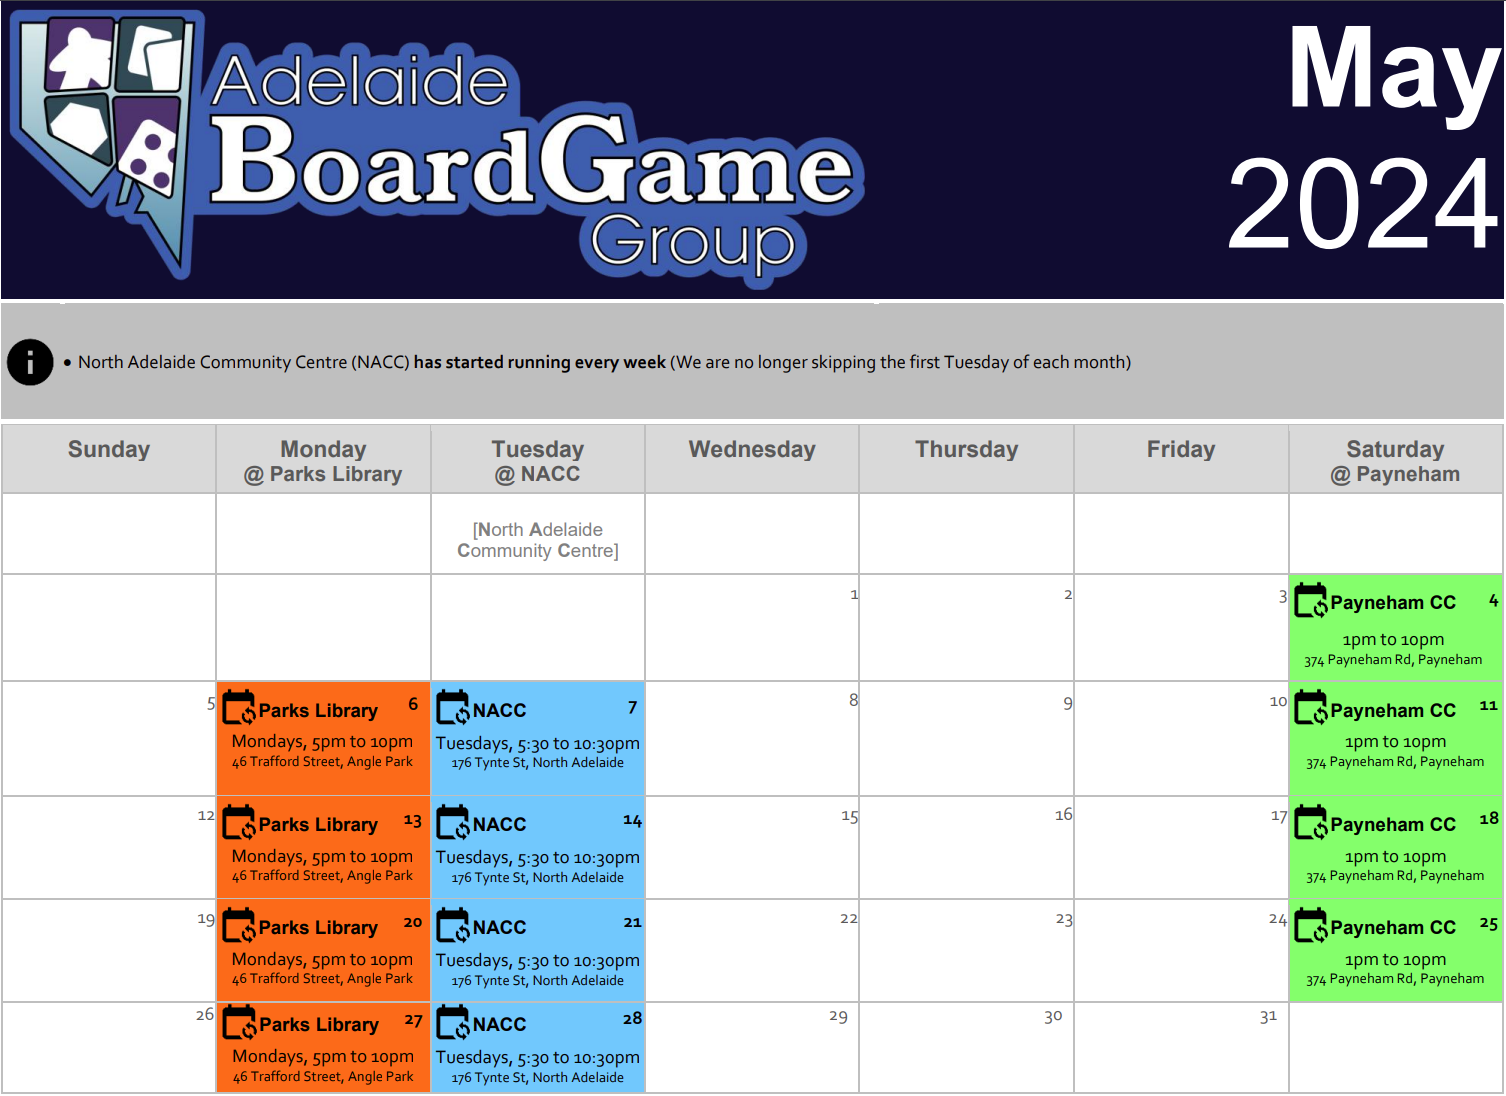 Adelaide
BoardGame
Group
May
2024
i
• North Adelaide Community Centre (NACC) has started running every week (We are no longer skipping the first Tuesday of each month)
Sunday
Monday
@ Parks Library
Tuesday
@ NACC
Wednesday
Thursday
Friday
Saturday
@ Payneham
[North Adelaide
Community Centre]
1
2
3
Payneham CC 4
1pm to 10pm
374 Payneham Rd, Payneham
5
Parks Library 6
Mondays, 5pm to 10pm
46 Trafford Street, Angle Park
NACC 7
Tuesdays, 5:30 to 10:30pm
176 Tynte St, North Adelaide
8
9
10
Payneham CC 11
1pm to 10pm
374 Payneham Rd, Payneham
12
Parks Library 13
Mondays, 5pm to 10pm
46 Trafford Street, Angle Park
NACC 14
Tuesdays, 5:30 to 10:30pm
176 Tynte St, North Adelaide
15
16
17
Payneham CC 18
1pm to 10pm
374 Payneham Rd, Payneham
19
Parks Library 20
Mondays, 5pm to 10pm
46 Trafford Street, Angle Park
NACC 21
Tuesdays, 5:30 to 10:30pm
176 Tynte St, North Adelaide
22
23
24
Payneham CC 25
1pm to 10pm
374 Payneham Rd, Payneham
26
Parks Library 27
Mondays, 5pm to 10pm
46 Trafford Street, Angle Park
NACC 28
Tuesdays, 5:30 to 10:30pm
176 Tynte St, North Adelaide
29
30
31